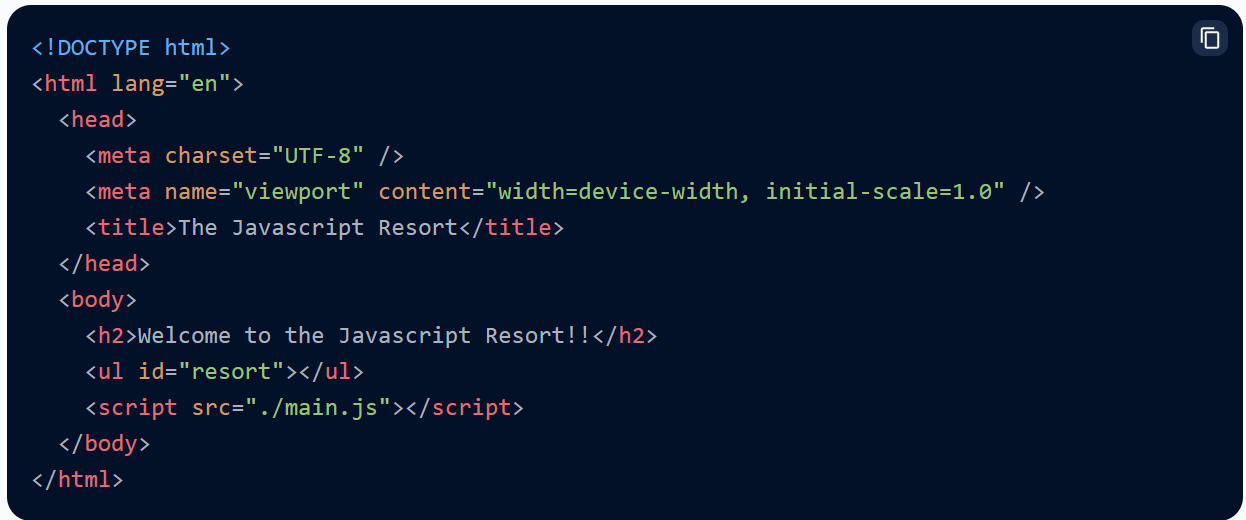 <!DOCTYPE html>
<html lang="en">
  <head>
    <meta charset="UTF-8" />
    <meta name="viewport" content="width=device-width, initial-scale=1.0" />
    <title>The Javascript Resort</title>
  </head>
  <body>
    <h2>Welcome to the Javascript Resort!!</h2>
    <ul id="resort"></ul>
    <script src="./main.js"></script>
  </body>
</html>